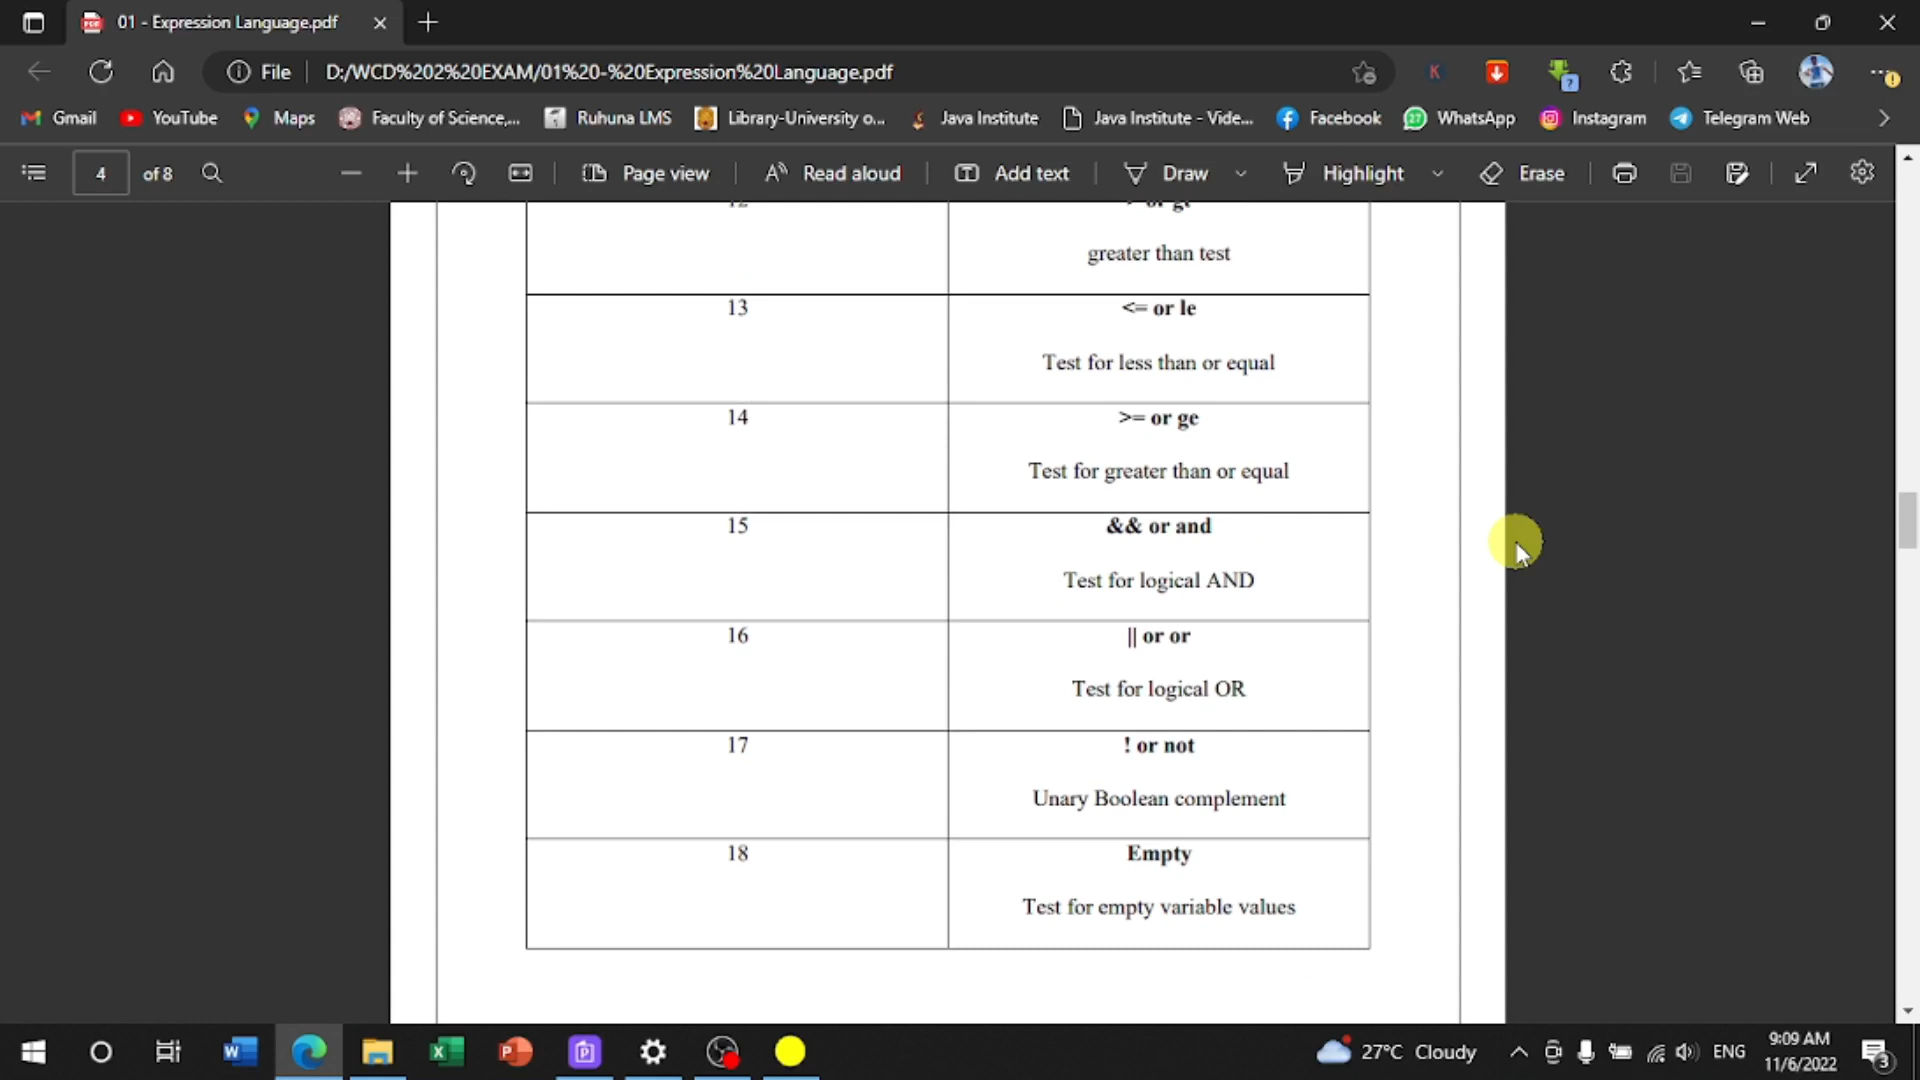 01 - Expression Language.pdf
File
D:/WCD%202%20EXAM/01%20-%20Expression%20Language.pdf
K
?
Gmail
YouTube
Maps
Faculty of Science,...
Ruhuna LMS
Library-University o...
Java Institute
Java Institute - Vide...
27
Facebook
WhatsApp
Instagram
Telegram Web
4 of 8
Page view
Read aloud
Add text
Draw
Highlight
Erase
12
> or gt
greater than test
13
<= or le
Test for less than or equal
14
>= or ge
Test for greater than or equal
15
&& or and
Test for logical AND
16
|| or or
Test for logical OR
17
! or not
Unary Boolean complement
18
Empty
Test for empty variable values
27°C Cloudy
ENG
9:09 AM
11/6/2022
3